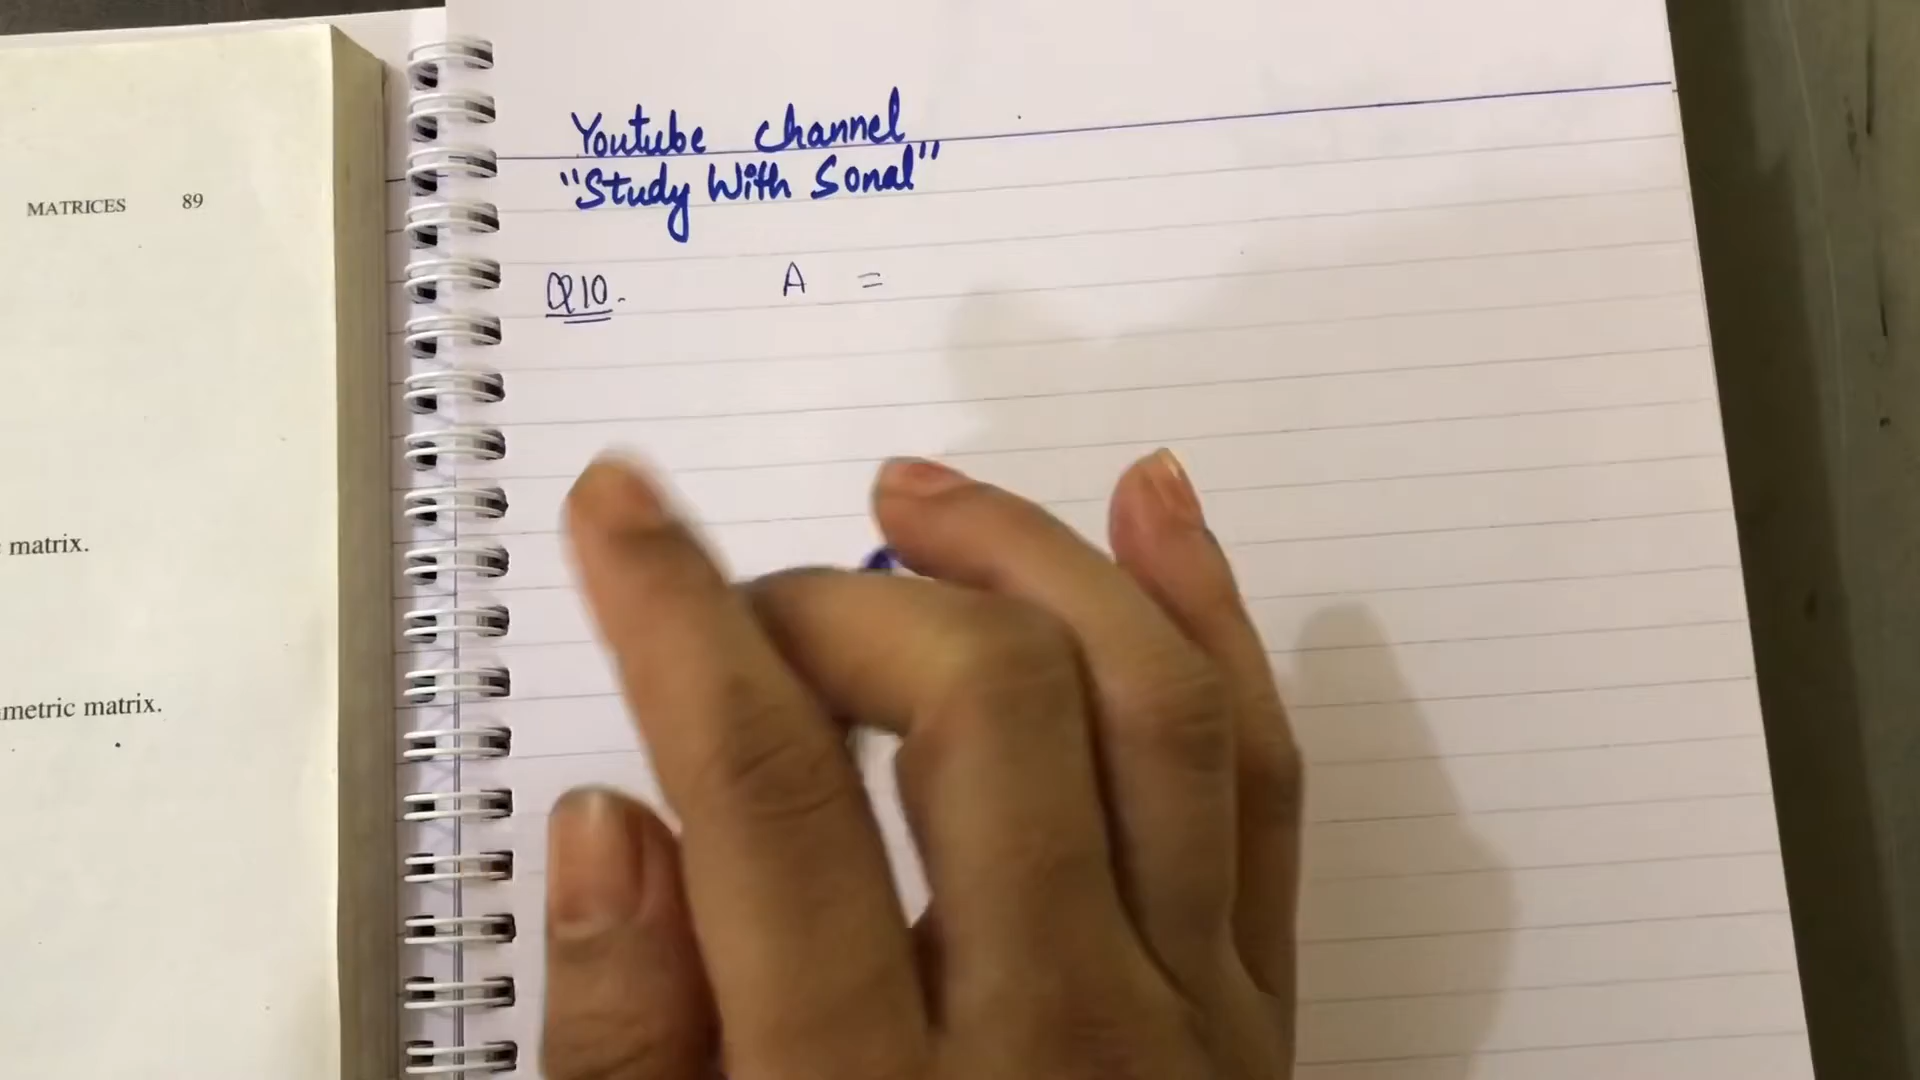 MATRICES 89
matrix.
metric matrix.
Youtube channel
"Study With Sonal"
Q10. A =